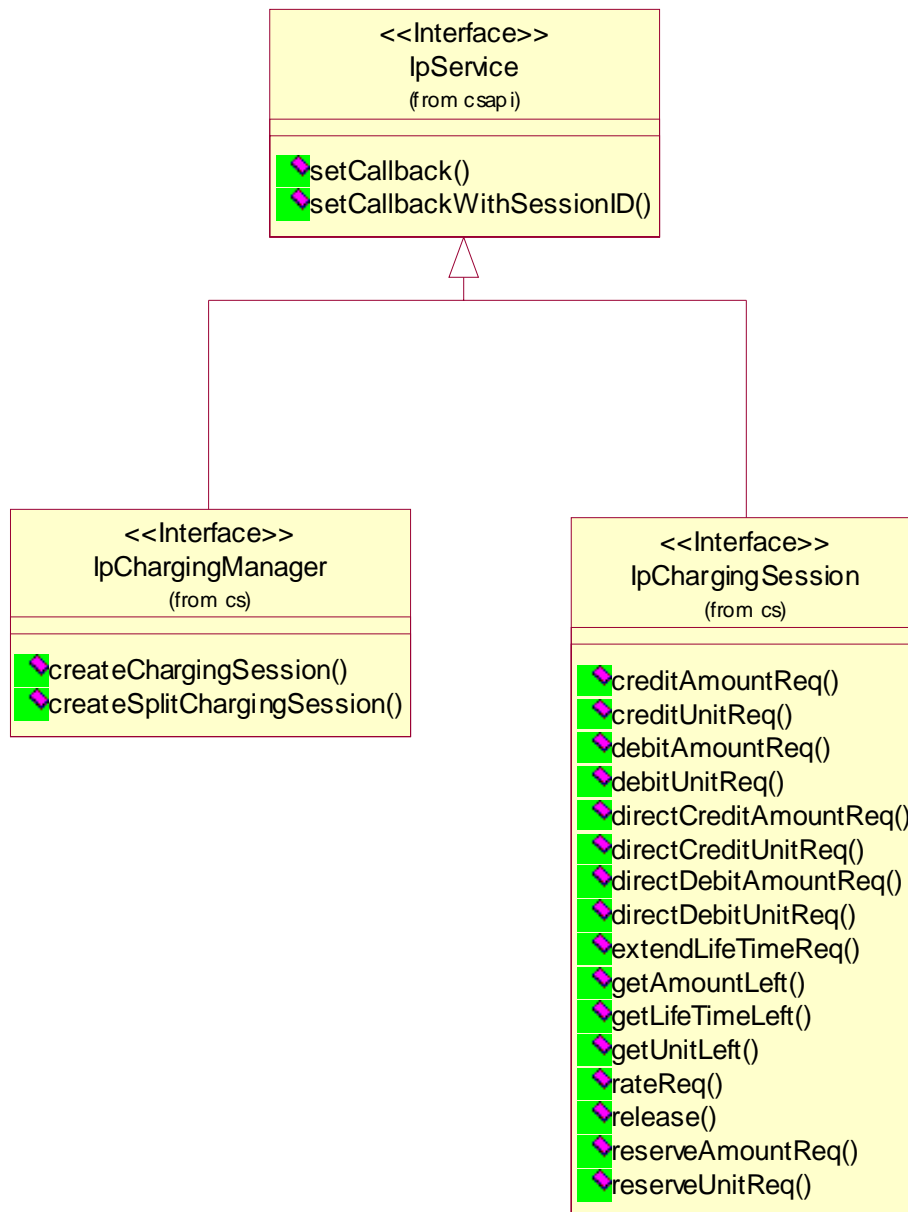 <<Interface>>
IpService
(from csapi)
setCallback()
setCallbackWithSessionID()
<<Interface>>
IpChargingManager
(from cs)
createChargingSession()
createSplitChargingSession()
<<Interface>>
IpChargingSession
(from cs)
creditAmountReq()
creditUnitReq()
debitAmountReq()
debitUnitReq()
directCreditAmountReq()
directCreditUnitReq()
directDebitAmountReq()
directDebitUnitReq()
extendLifeTimeReq()
getAmountLeft()
getLifeTimeLeft()
getUnitLeft()
rateReq()
release()
reserveAmountReq()
reserveUnitReq()